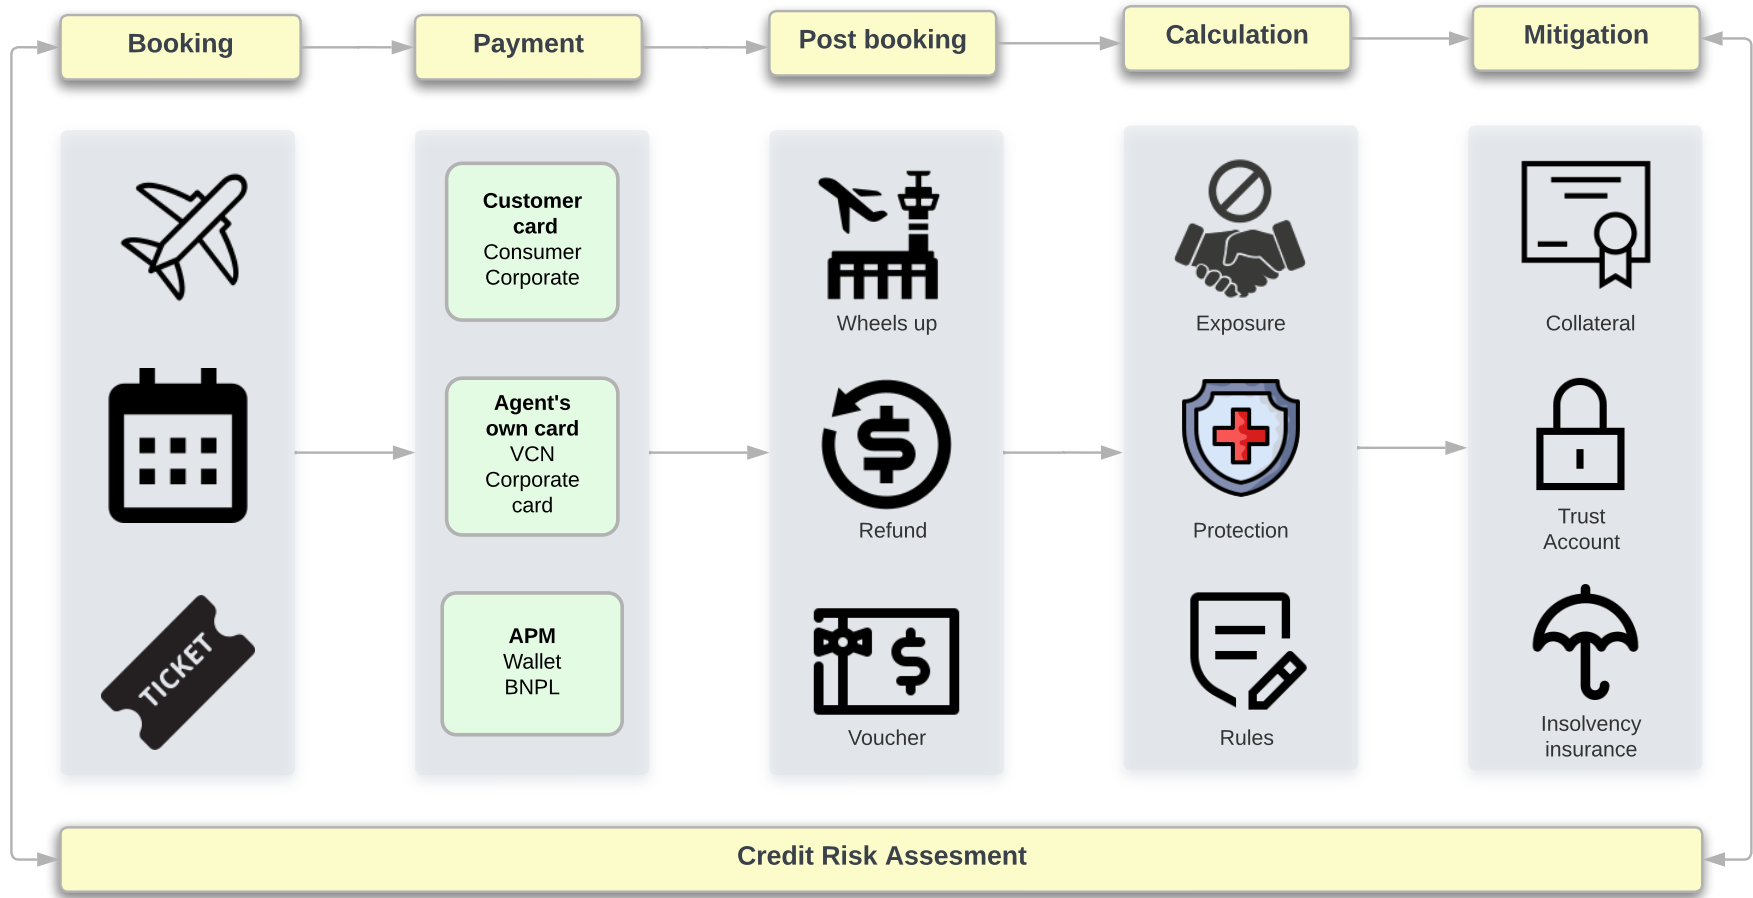 Booking
Payment
Post booking
Calculation
Mitigation
TICKET
Customer
card
Consumer
Corporate
Agent's
own card
VCN
Corporate
card
APM
Wallet
BNPL
Wheels up
Refund
Voucher
Exposure
Protection
Rules
Collateral
Trust
Account
Insolvency
insurance
Credit Risk Assesment